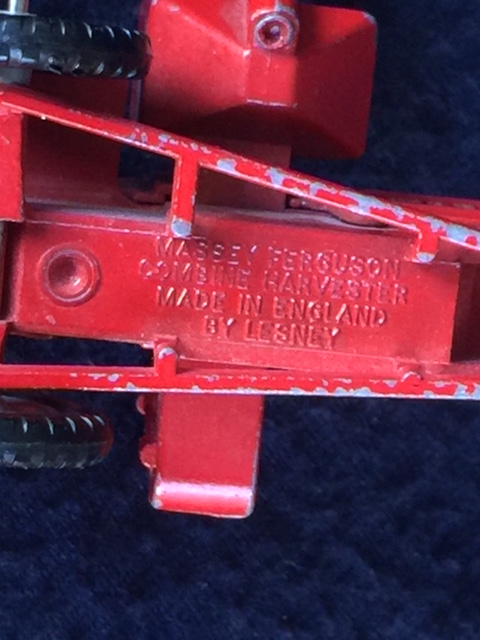 MASSEY FERGUSON
COMBINE HARVESTER
MADE IN ENGLAND
BY LESNEY